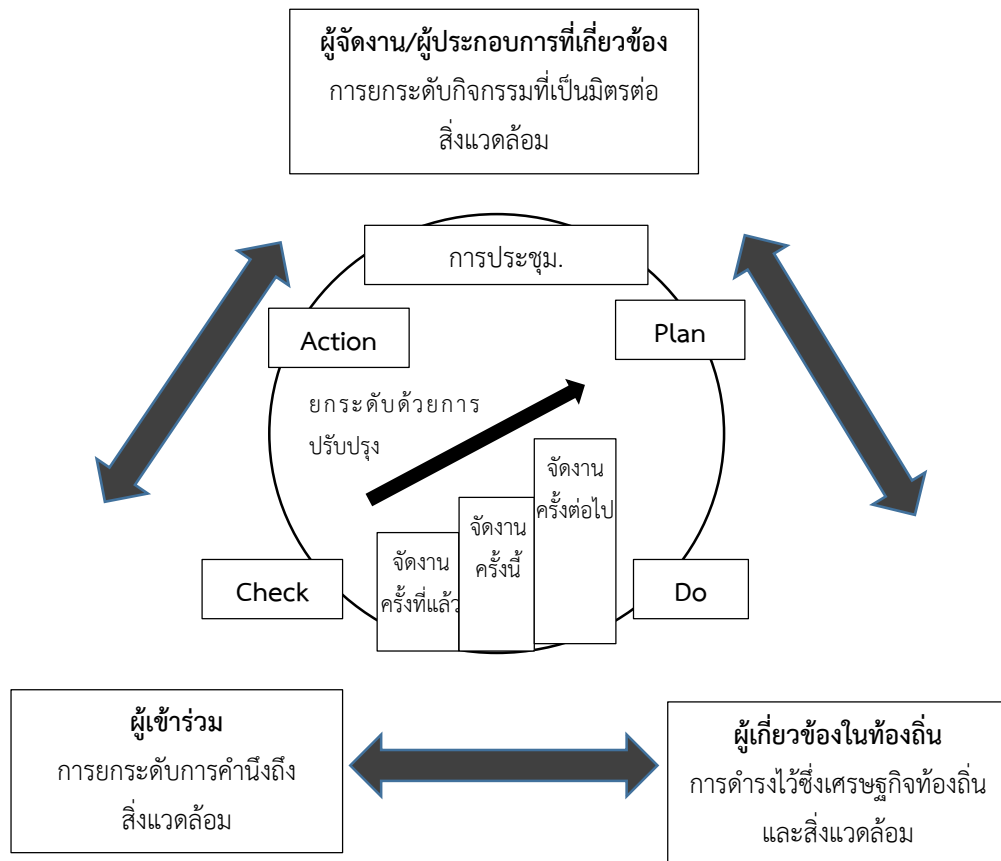 ผู้จัดงาน/ผู้ประกอบการที่เกี่ยวข้อง
การยกระดับกิจกรรมที่เป็นมิตรต่อ
สิ่งแวดล้อม
การประชุม.
Action
Plan
ยกระดับด้วยการ
ปรับปรุง
จัดงาน
ครั้งต่อไป
จัดงาน
ครั้งนี้
จัดงาน
ครั้งที่แล้ว
Check
Do
ผู้เข้าร่วม
การยกระดับการคำนึงถึง
สิ่งแวดล้อม
ผู้เกี่ยวข้องในท้องถิ่น
การดำรงไว้ซึ่งเศรษฐกิจท้องถิ่น
และสิ่งแวดล้อม